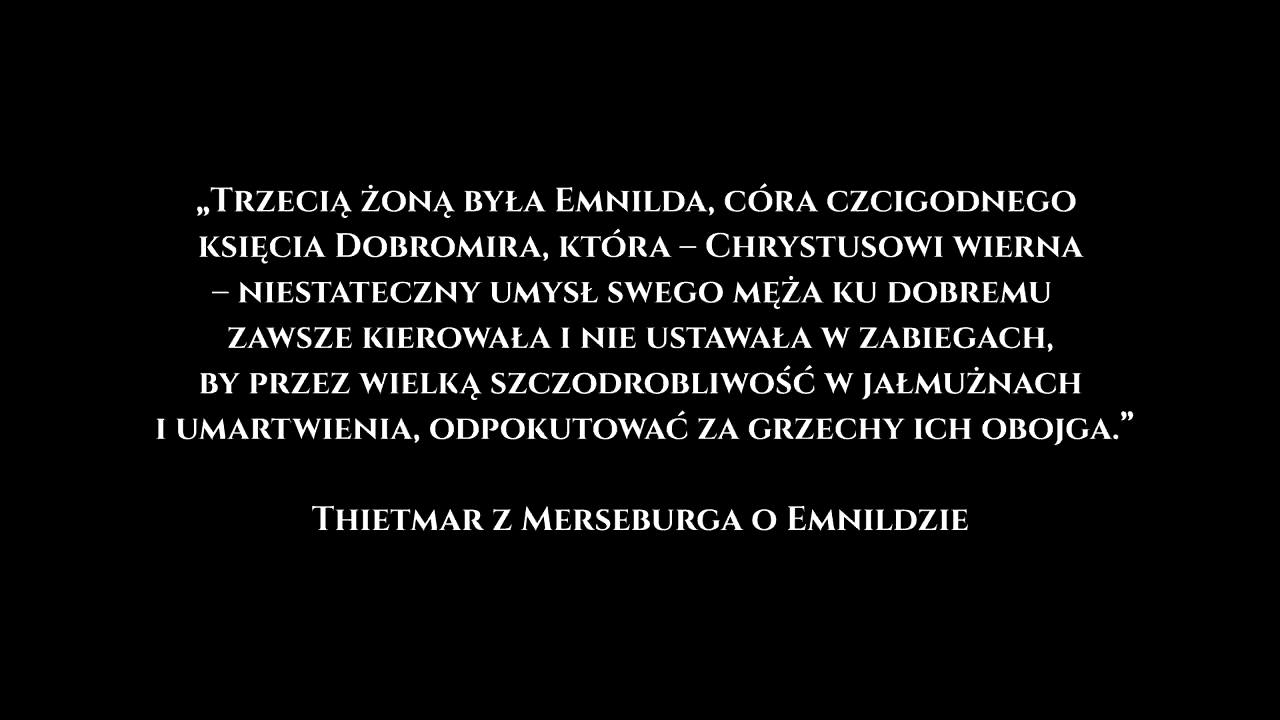 „Trzecią żoną była Emnilda, córa czcigodnego
księcia Dobromira, która – Chrystusowi wierna
– niestateczny umysł swego męża ku dobremu
zawsze kierowała i nie ustawała w zabiegach,
by przez wielką szczodrobliwość w jałmużnach
i umartwienia, odpokutować za grzechy ich obojga.”
Thietmar z Merseburga o Emnildzie